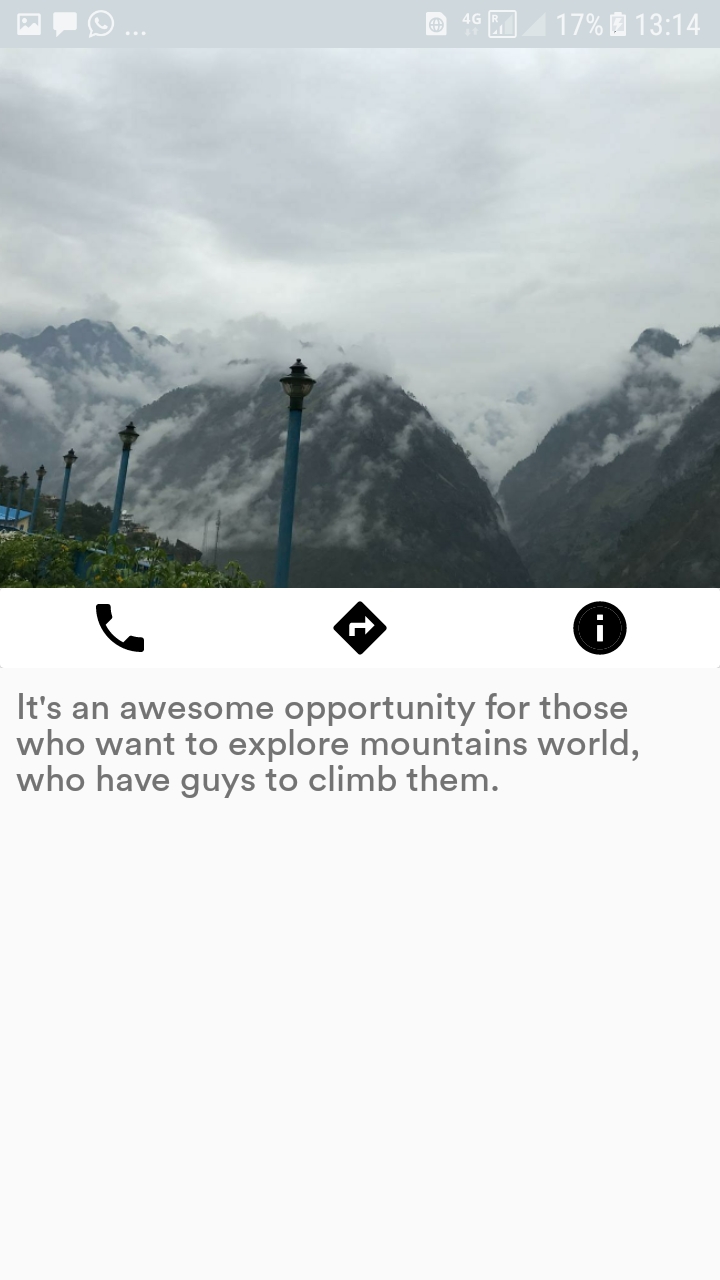 4G R 17% 13:14
It's an awesome opportunity for those
who want to explore mountains world,
who have guys to climb them.